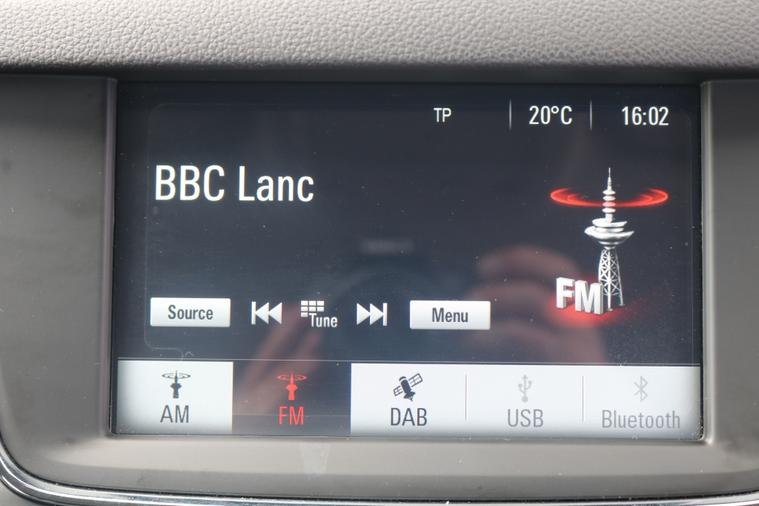 TP 20°C 16:02
BBC Lanc
FM
Source Tune Menu
AM FM DAB USB Bluetooth